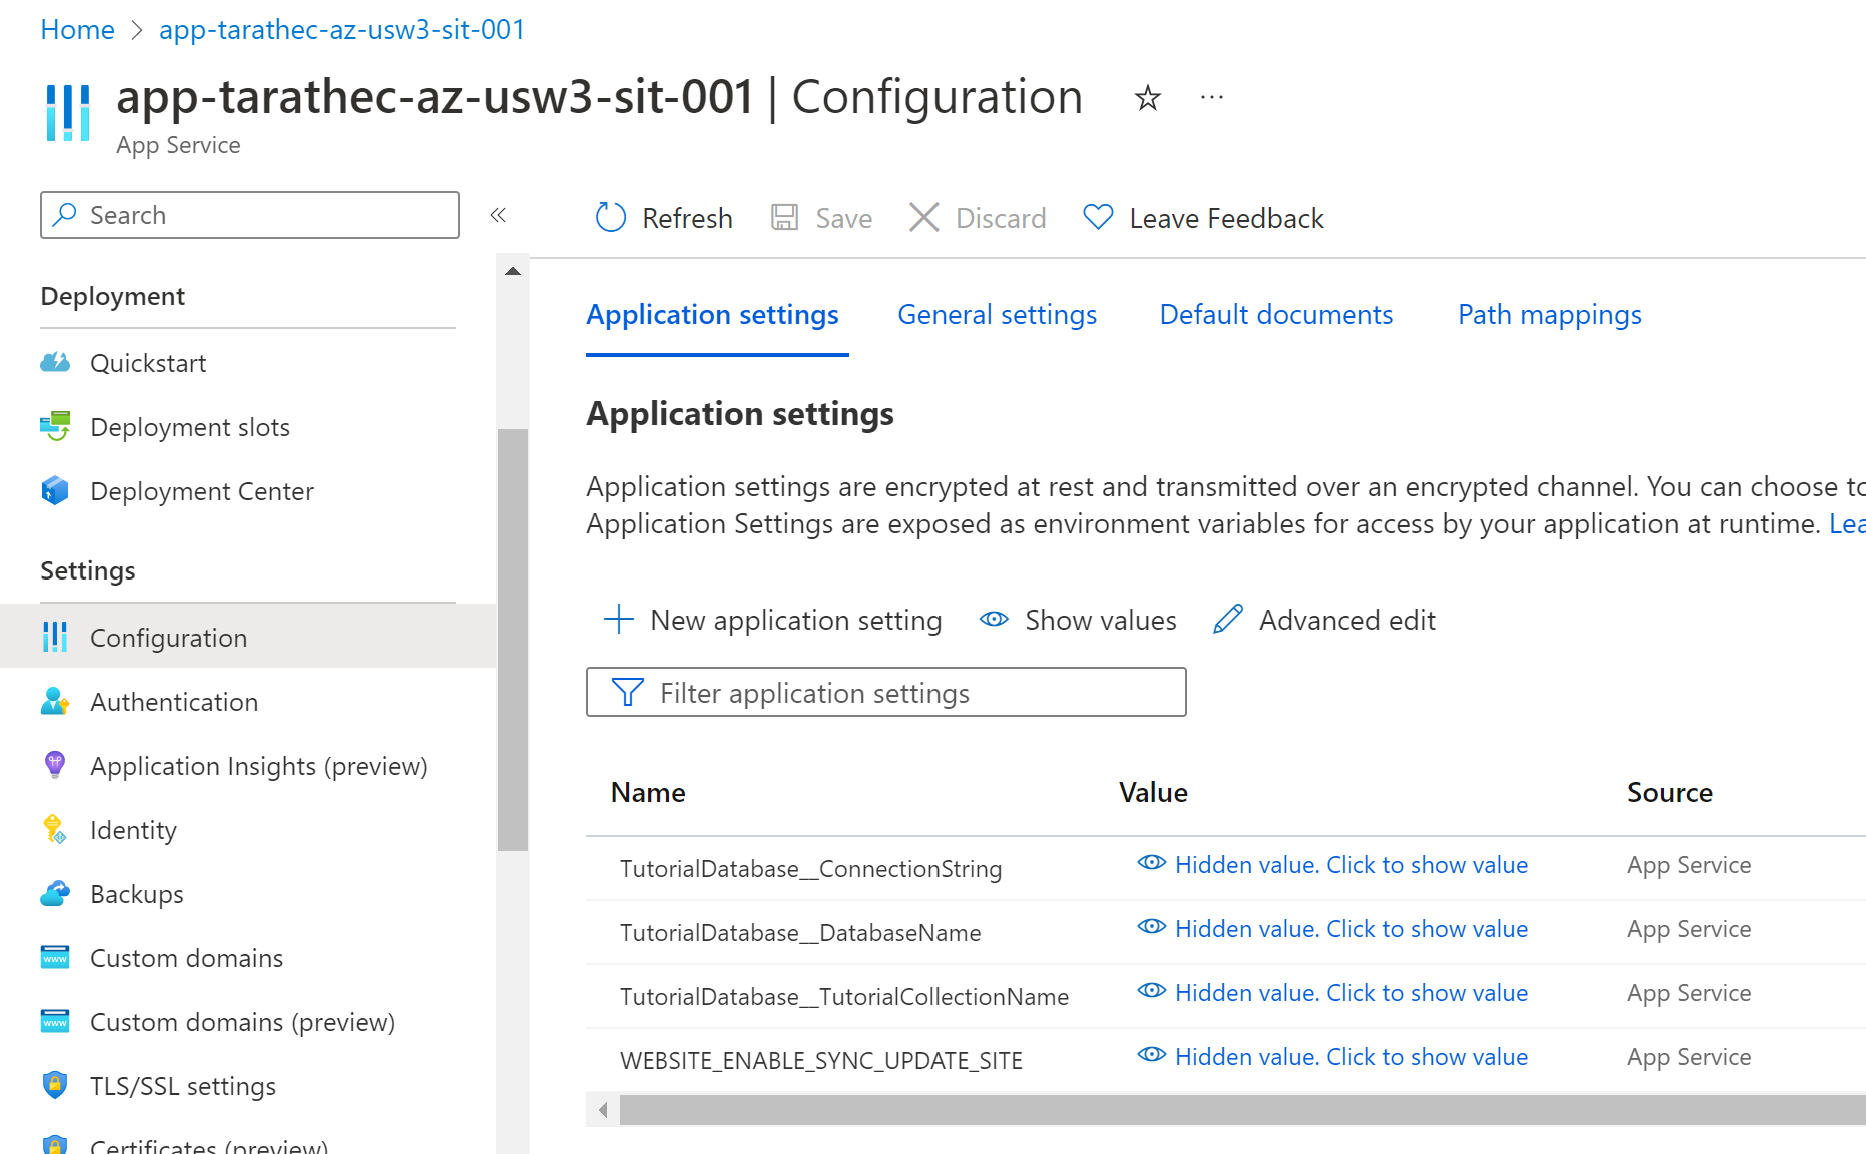 Home > app-tarathec-az-usw3-sit-001
app-tarathec-az-usw3-sit-001 | Configuration
App Service
Search
Refresh Save Discard Leave Feedback
Deployment
Quickstart
Deployment slots
Deployment Center
Settings
Configuration
Authentication
Application Insights (preview)
Identity
Backups
Custom domains
Custom domains (preview)
TLS/SSL settings
Certificates (preview)
Application settings General settings Default documents Path mappings
Application settings
Application settings are encrypted at rest and transmitted over an encrypted channel. You can choose to
Application Settings are exposed as environment variables for access by your application at runtime. Lea
New application setting Show values Advanced edit
Filter application settings
Name Value Source
TutorialDatabase__ConnectionString Hidden value. Click to show value App Service
TutorialDatabase__DatabaseName Hidden value. Click to show value App Service
TutorialDatabase__TutorialCollectionName Hidden value. Click to show value App Service
WEBSITE_ENABLE_SYNC_UPDATE_SITE Hidden value. Click to show value App Service